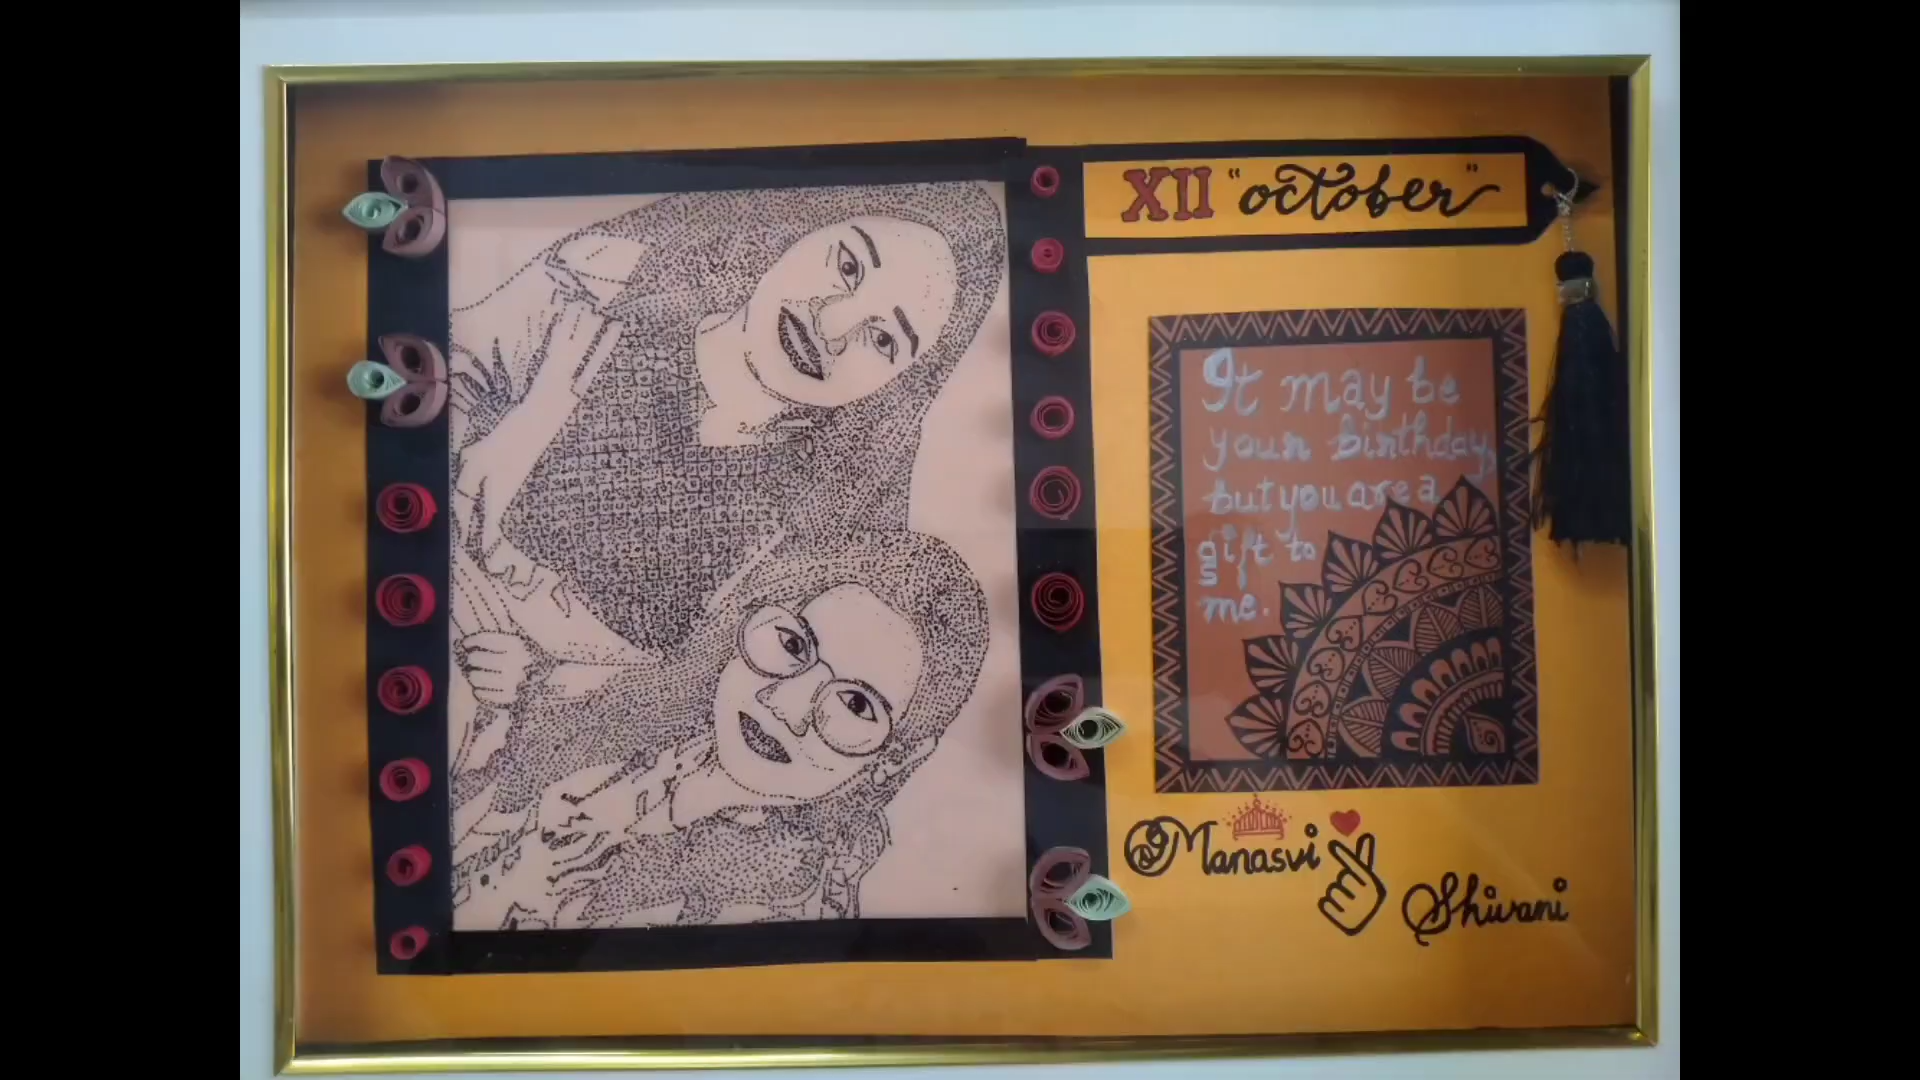 XII "october"
It may be
your birthday,
but you are a
gift to
me.
Manasvi
Shivani